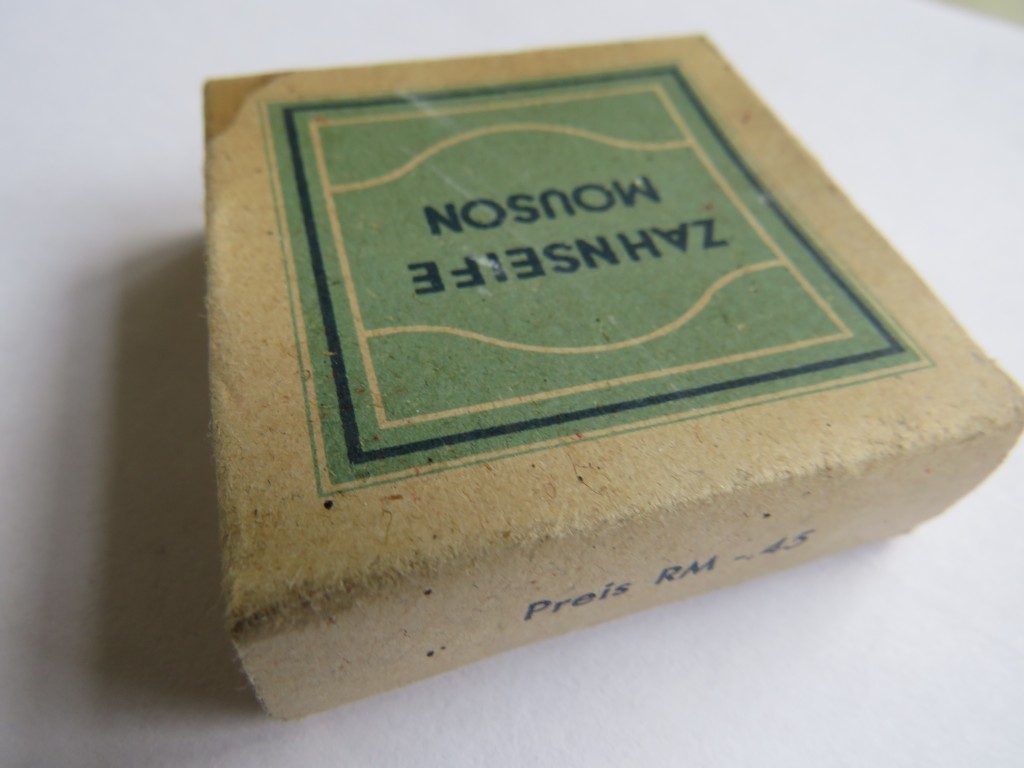 ZAHNSEIFE
MOUSON
Preis RM -.45